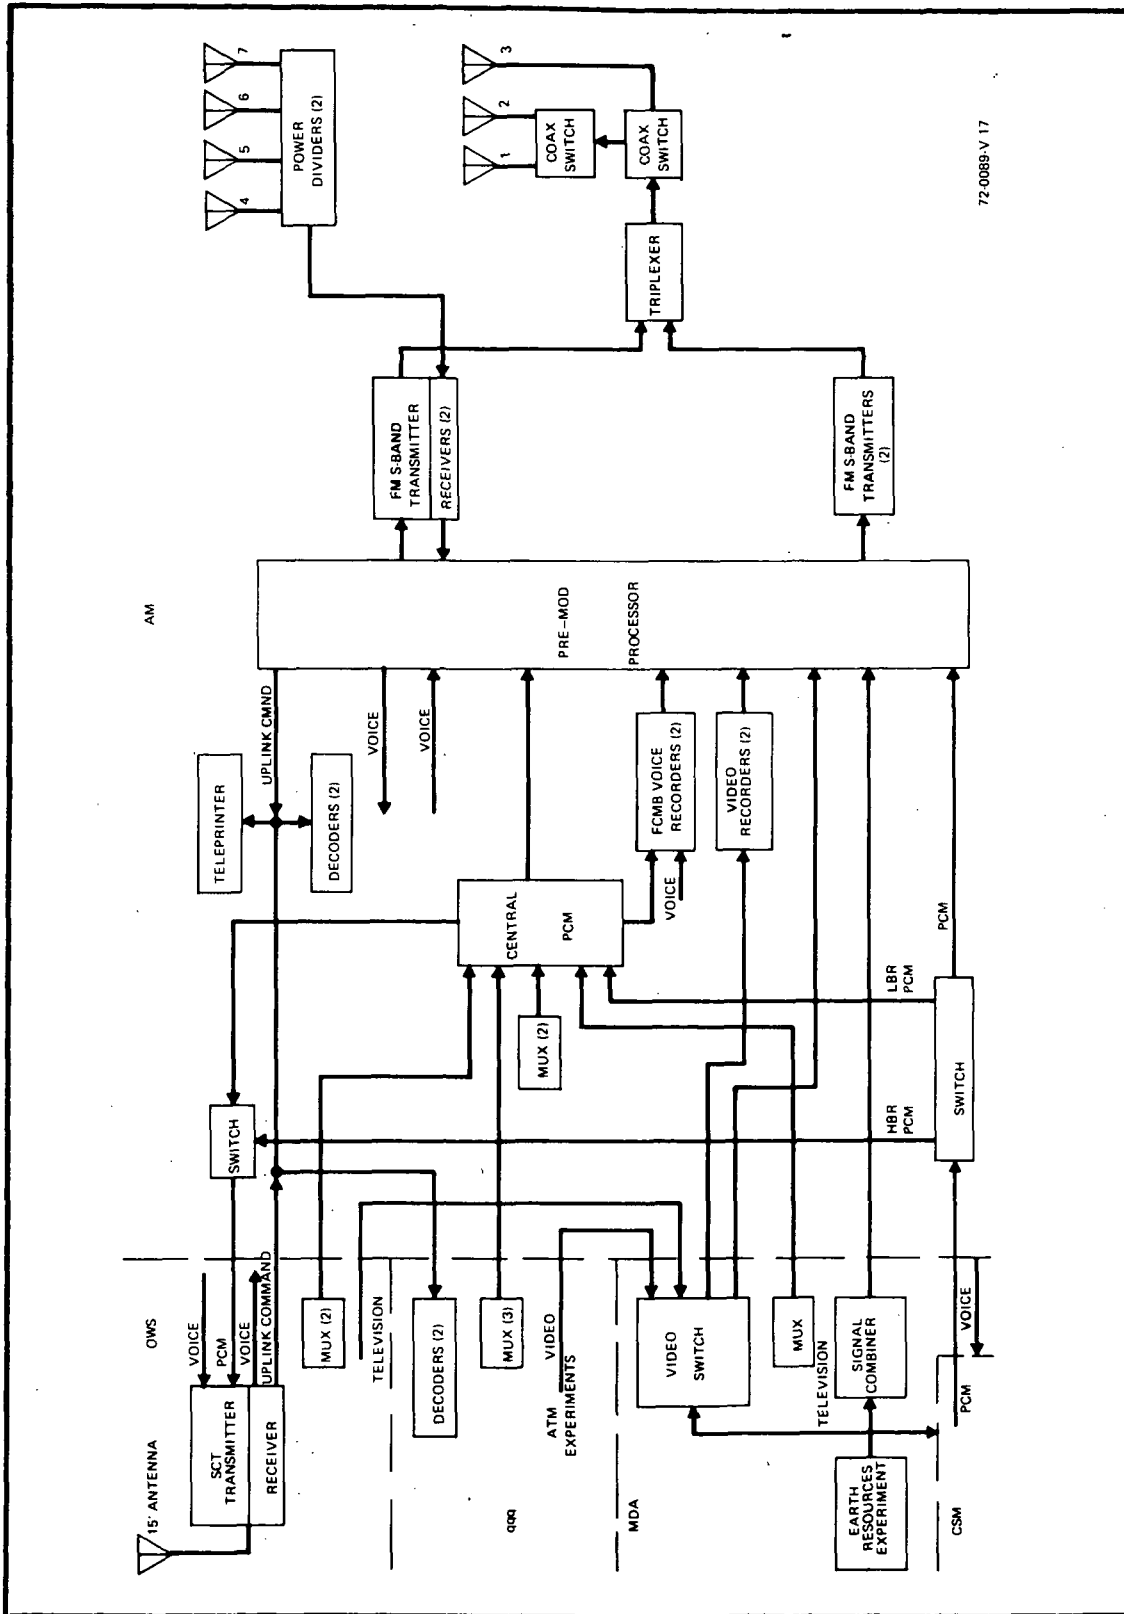 15' ANTENNA
OWS
AM
SCT
TRANSMITTER
RECEIVER
VOICE
PCM
VOICE
UPLINK COMMAND
SWITCH
TELEPRINTER
DECODERS (2)
UPLINK CMND
VOICE
VOICE
MUX (2)
TELEVISION
DECODERS (2)
MUX (3)
MUX (2)
CENTRAL
PCM
VOICE
FCMB VOICE
RECORDERS (2)
VIDEO
RECORDERS (2)
qqq
ATM VIDEO
EXPERIMENTS
MDA
VIDEO
SWITCH
MUX
TELEVISION
SIGNAL
COMBINER
EARTH
RESOURCES
EXPERIMENT
CSM
PCM
VOICE
HBR
PCM
LBR
PCM
SWITCH
PCM
PRE-MOD
PROCESSOR
FM S-BAND
TRANSMITTER
RECEIVERS (2)
FM S-BAND
TRANSMITTERS
(2)
TRIPLEXER
POWER
DIVIDERS (2)
4
5
6
7
COAX
SWITCH
COAX
SWITCH
1
2
3
72-0089-V 17